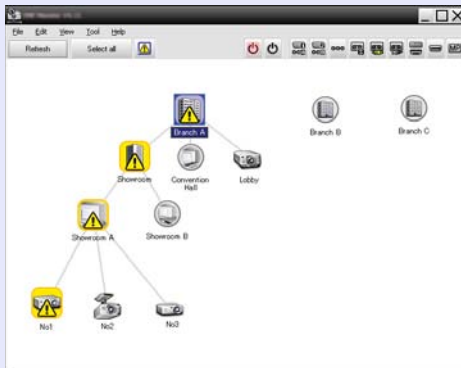 File Edit View Tool Help
Refresh Select all
Branch A
Branch B
Branch C
Showroom
Convention
Hall
Lobby
Showroom A
Showroom B
No1
No2
No3